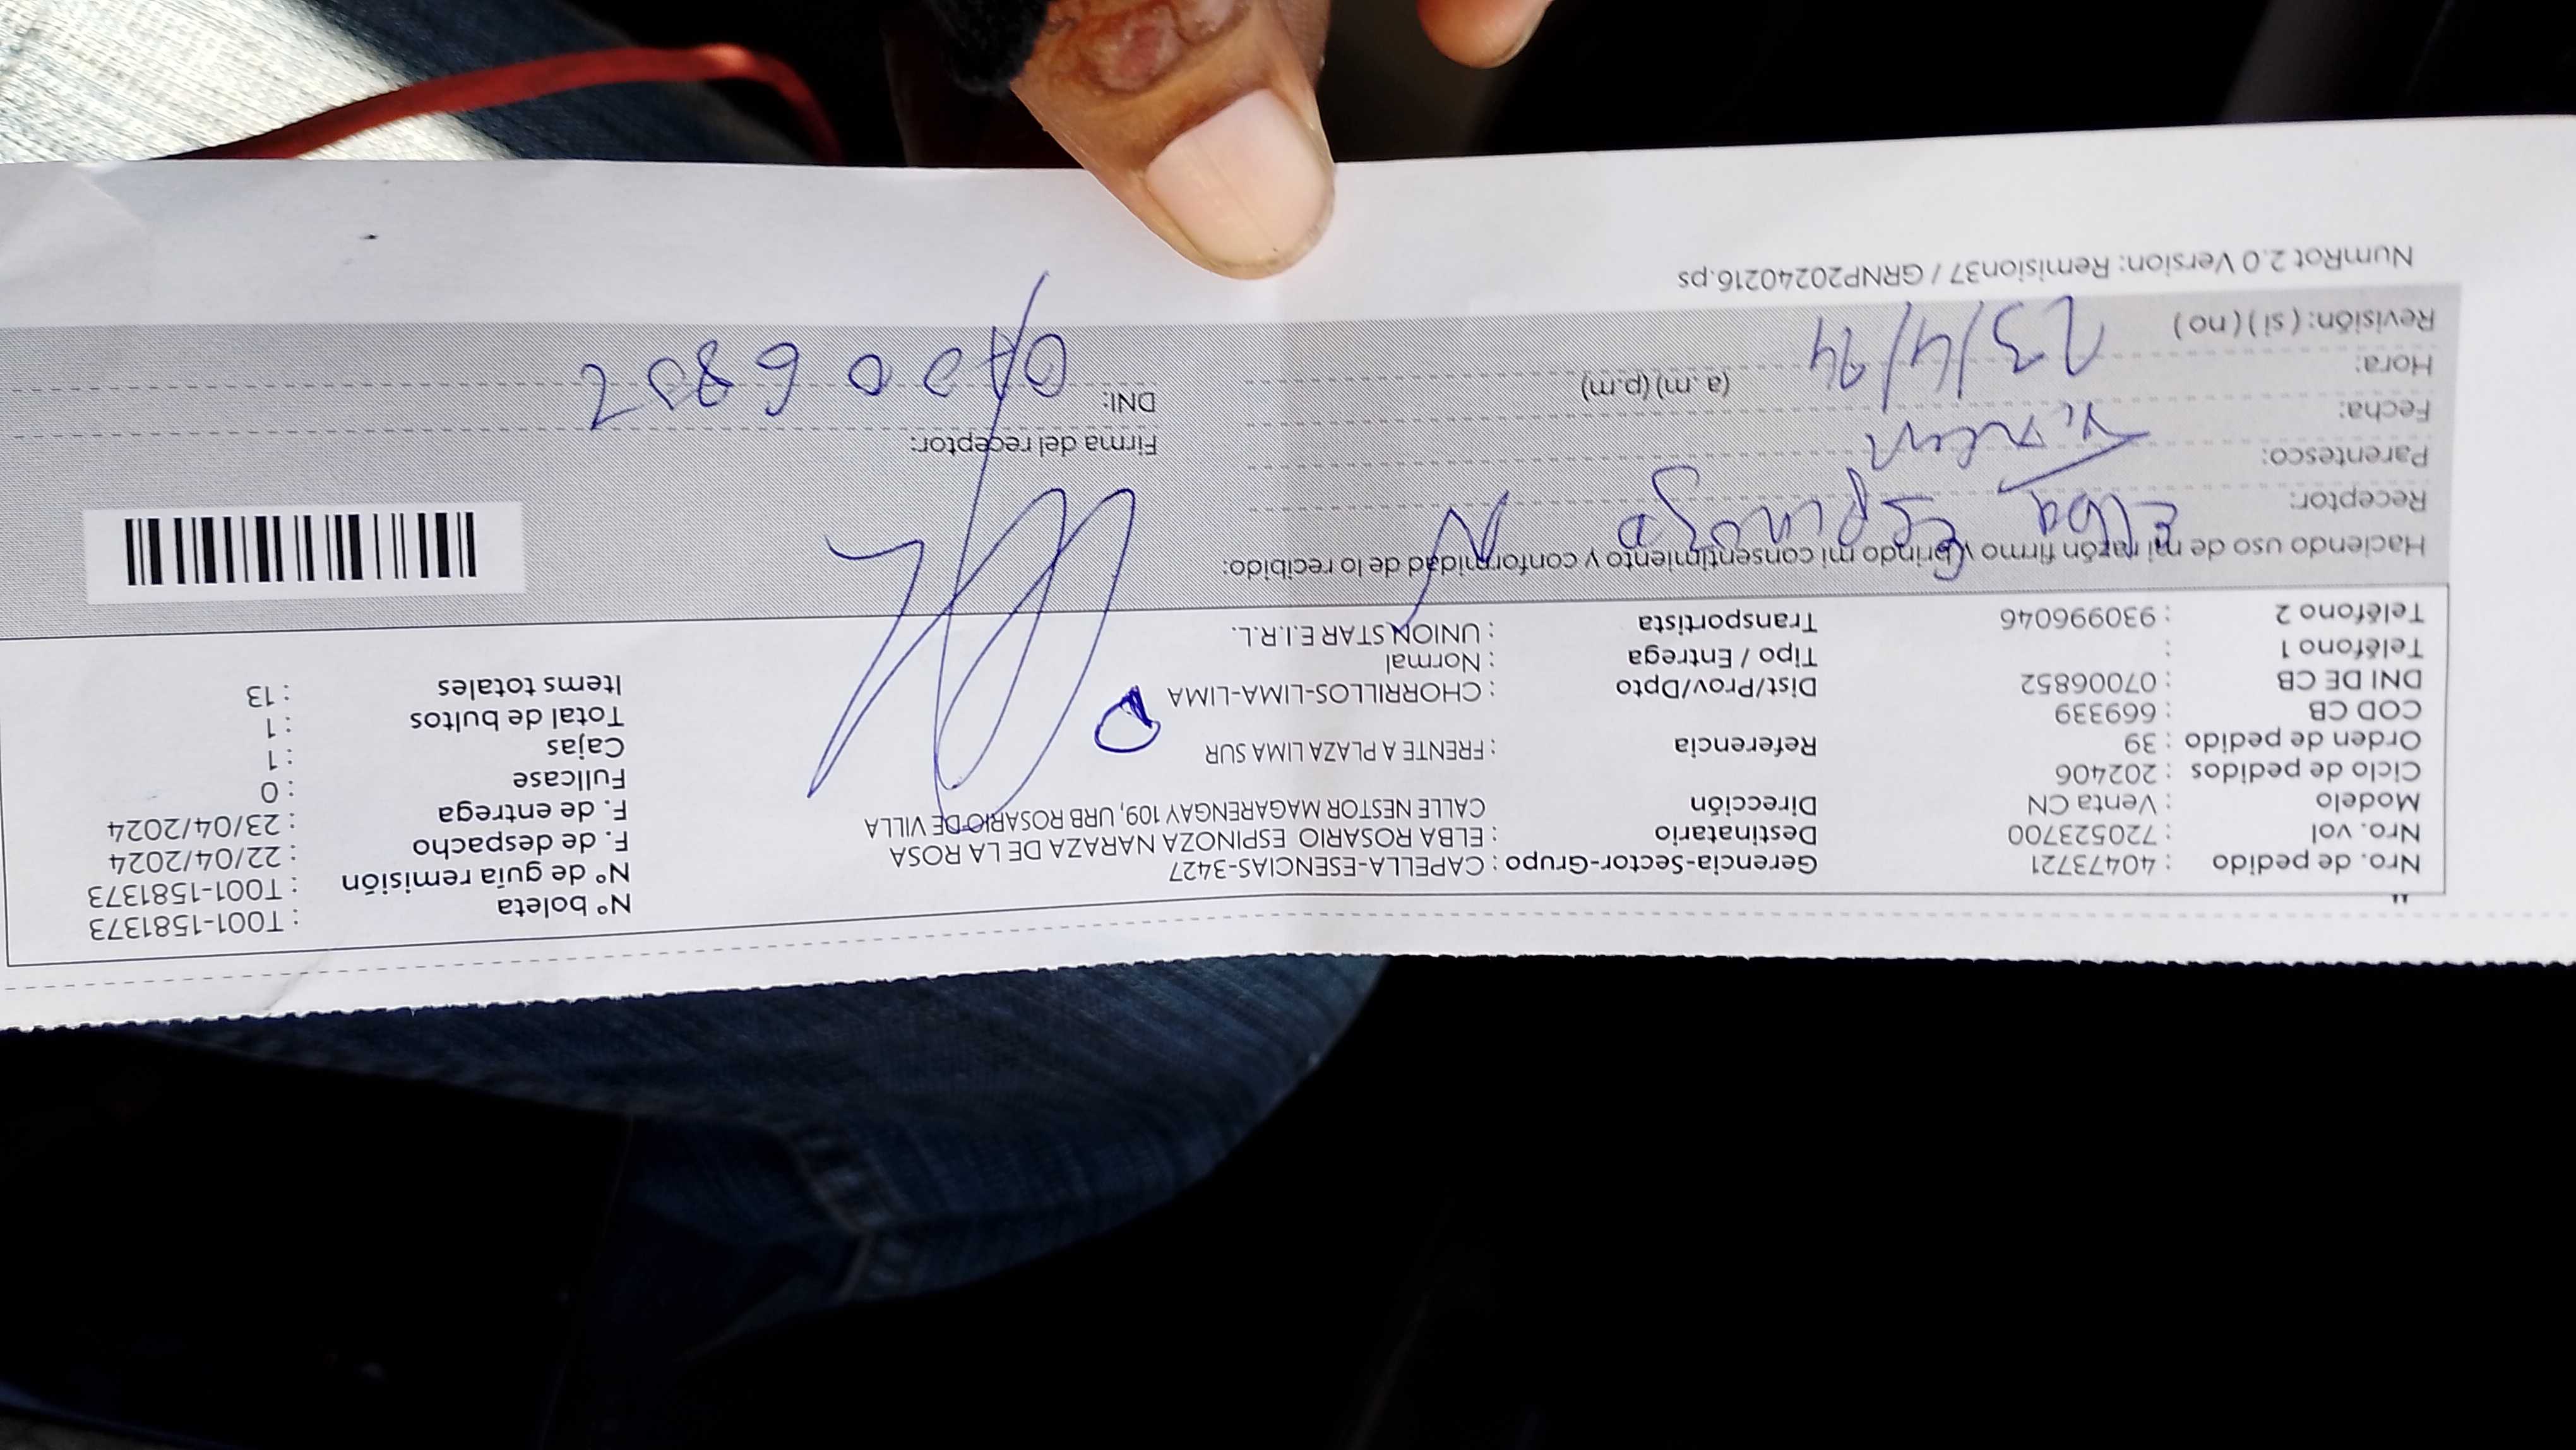 Nro. de pedido : 40473721 Gerencia-Sector-Grupo : CAPELLA-ESENCIAS-3427 N° boleta : T001-1581373
Nro. vol : 720523700 Destinatario : ELBA ROSARIO ESPINOZA NARAZA DE LA ROSA N° de guía remisión : T001-1581373
Modelo : Venta CN Dirección CALLE NESTOR MAGARENGAY 109, URB ROSARIO DE VILLA F. de despacho : 22/04/2024
Ciclo de pedidos : 202406 F. de entrega : 23/04/2024
Orden de pedido : 39 Referencia : FRENTE A PLAZA LIMA SUR Fullcase : 0
COD CB : 669339 Cajas : 1
DNI DE CB : 07006852 Dist/Prov/Dpto : CHORRILLOS-LIMA-LIMA Total de bultos : 1
Teléfono 1 : Tipo / Entrega : Normal Items totales : 13
Teléfono 2 : 930996046 Transportista : UNION STAR E.I.R.L.
Haciendo uso de mi razón firmo y brindo mi consentimiento y conformidad de lo recibido:
Receptor: Elba Espinoza N
Parentesco:
Fecha: 23/4/24 Firma del receptor:
Hora: (a.m) (p.m) DNI:
Revisión: ( si ) ( no )
NumRot 2.0 Version: Remision37 / GRNP20240216.ps